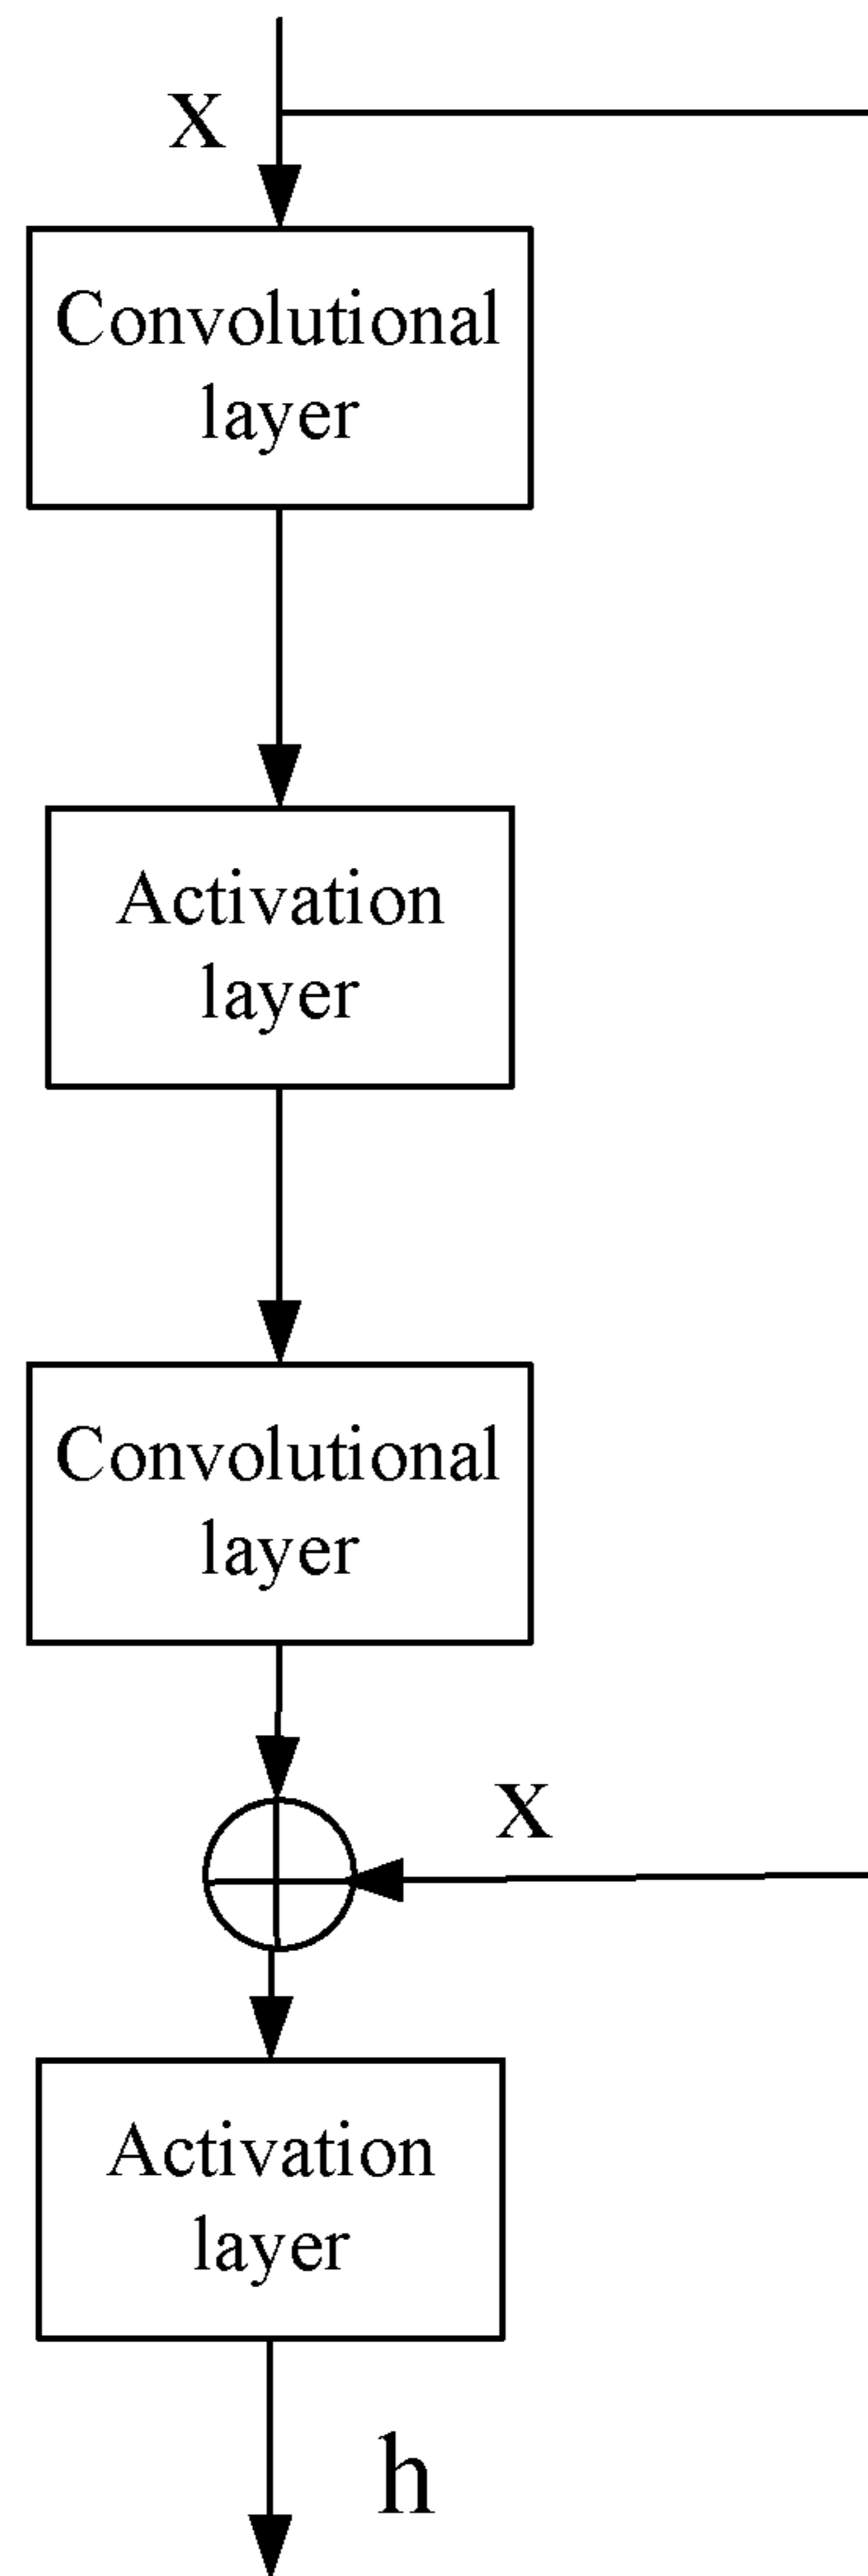 x
Convolutional
layer
Activation
layer
Convolutional
layer
x
Activation
layer
h